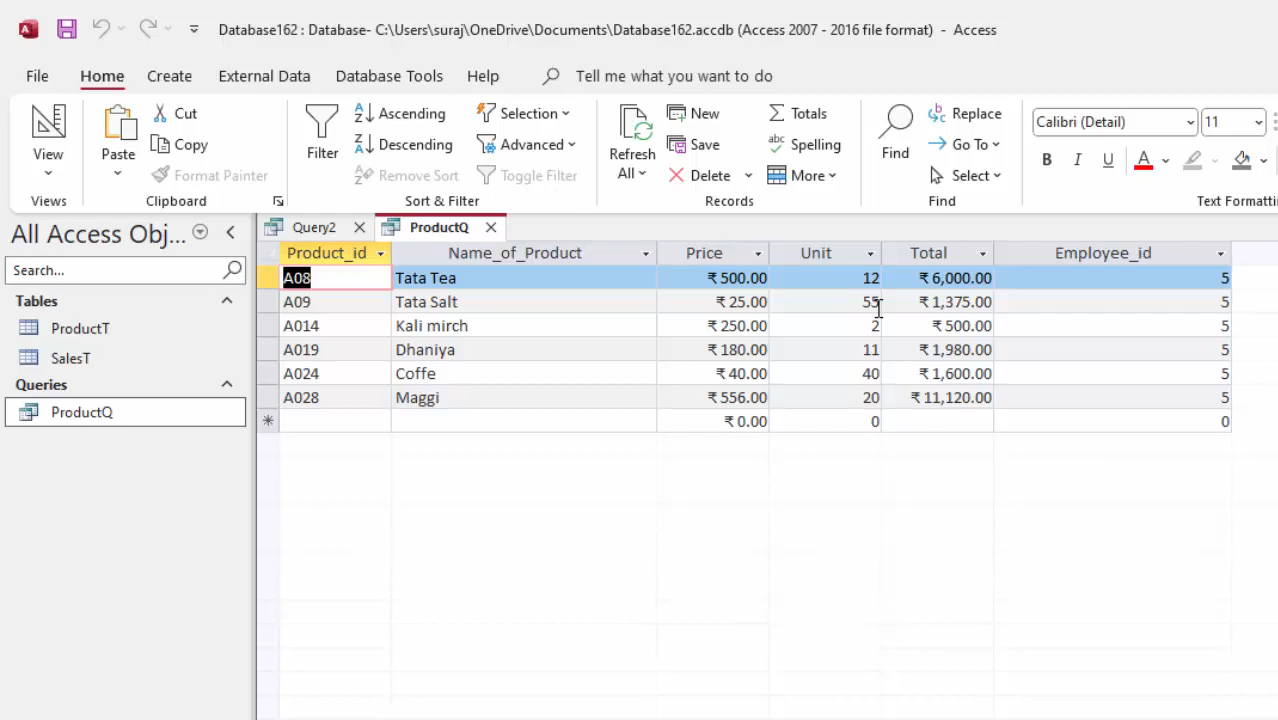 Database162 : Database- C:\Users\suraj\OneDrive\Documents\Database162.accdb (Access 2007 - 2016 file format) - Access
File Home Create External Data Database Tools Help Tell me what you want to do
Cut Ascending Selection New Totals Replace Calibri (Detail) 11
View Paste Copy Filter Descending Advanced Refresh All Save Spelling Find Go To B I U A
Format Painter Remove Sort Toggle Filter Delete More Select
Views Clipboard Sort & Filter Records Find Text Formatti
All Access Obj... Query2 ProductQ
Product_id Name_of_Product Price Unit Total Employee_id
Search...
A08 Tata Tea ₹ 500.00 12 ₹ 6,000.00 5
Tables A09 Tata Salt ₹ 25.00 55 ₹ 1,375.00 5
ProductT A014 Kali mirch ₹ 250.00 2 ₹ 500.00 5
SalesT A019 Dhaniya ₹ 180.00 11 ₹ 1,980.00 5
Queries A024 Coffe ₹ 40.00 40 ₹ 1,600.00 5
ProductQ A028 Maggi ₹ 556.00 20 ₹ 11,120.00 5
* ₹ 0.00 0 0